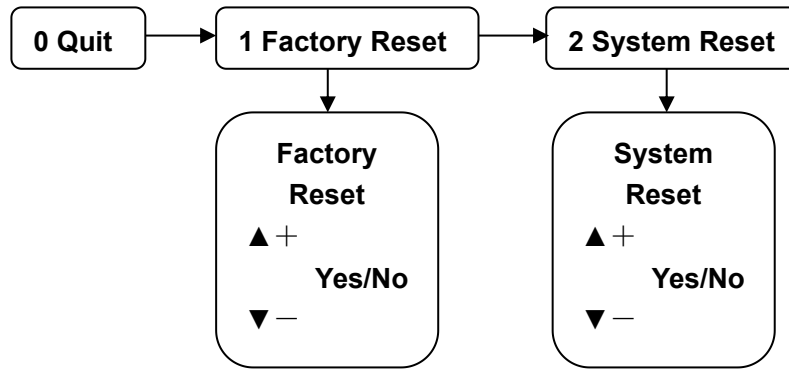 0 Quit
1 Factory Reset
2 System Reset
Factory
Reset
▲＋
Yes/No
▼－
System
Reset
▲＋
Yes/No
▼－